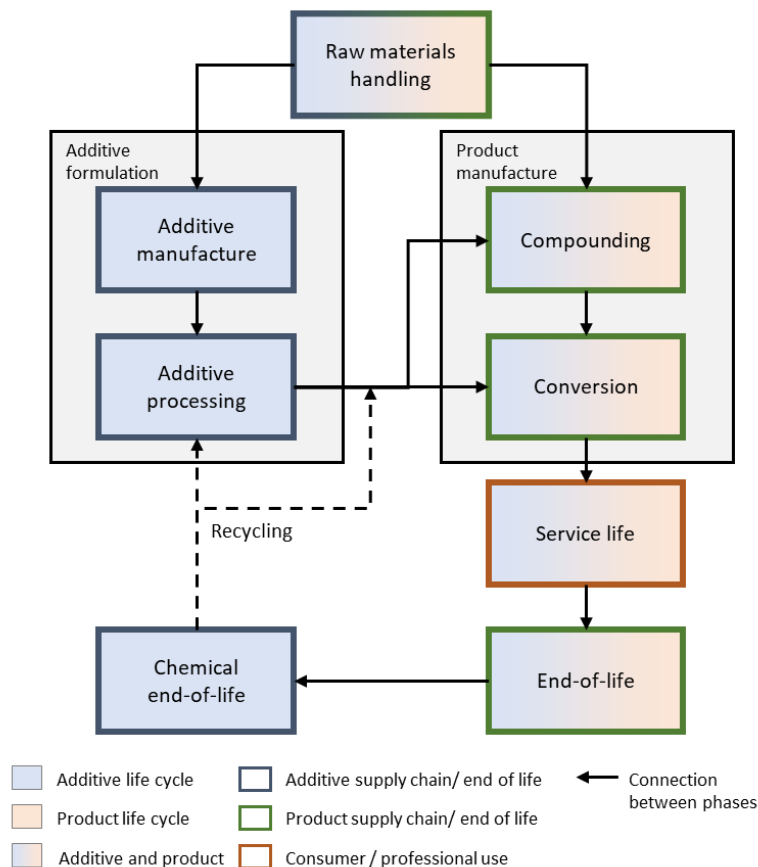 Raw materials
handling
Additive
formulation
Product
manufacture
Additive
manufacture
Compounding
Additive
processing
Conversion
Recycling
Service life
Chemical
end-of-life
End-of-life
Additive life cycle
Additive supply chain/ end of life
Connection
between phases
Product life cycle
Product supply chain/ end of life
Additive and product
Consumer / professional use